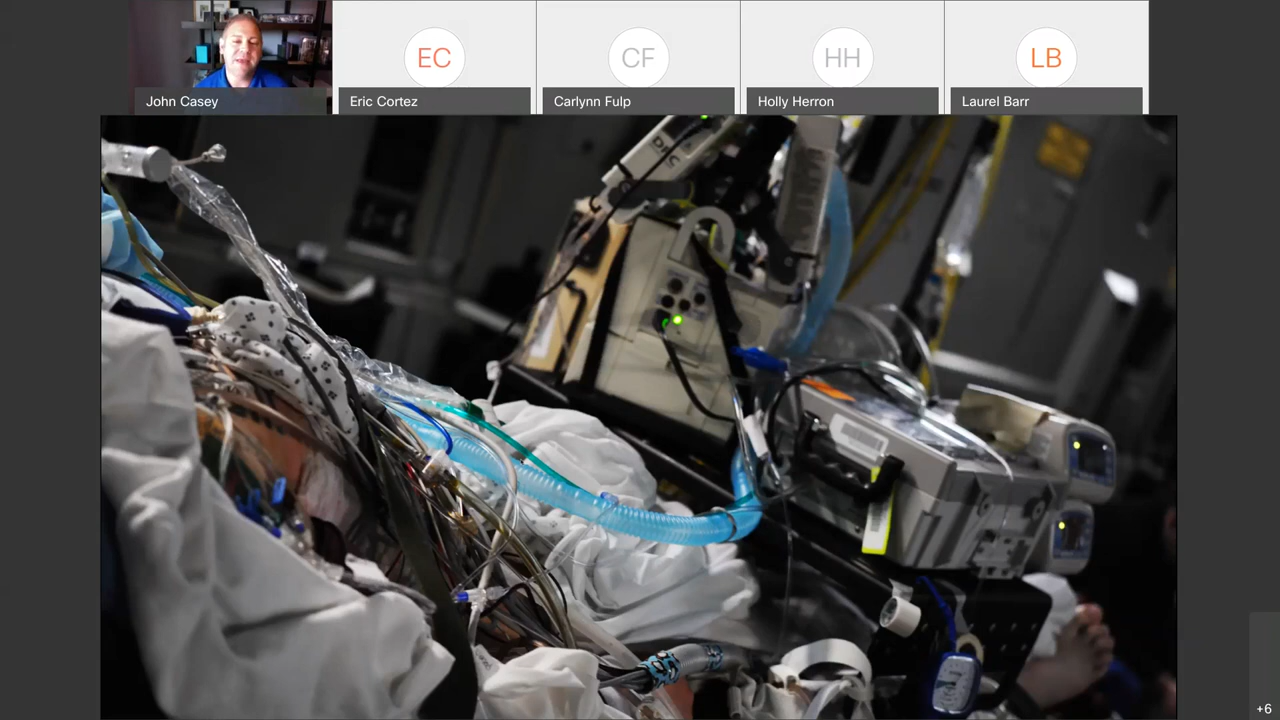 EC
CF
HH
LB
John Casey
Eric Cortez
Carlynn Fulp
Holly Herron
Laurel Barr
+6